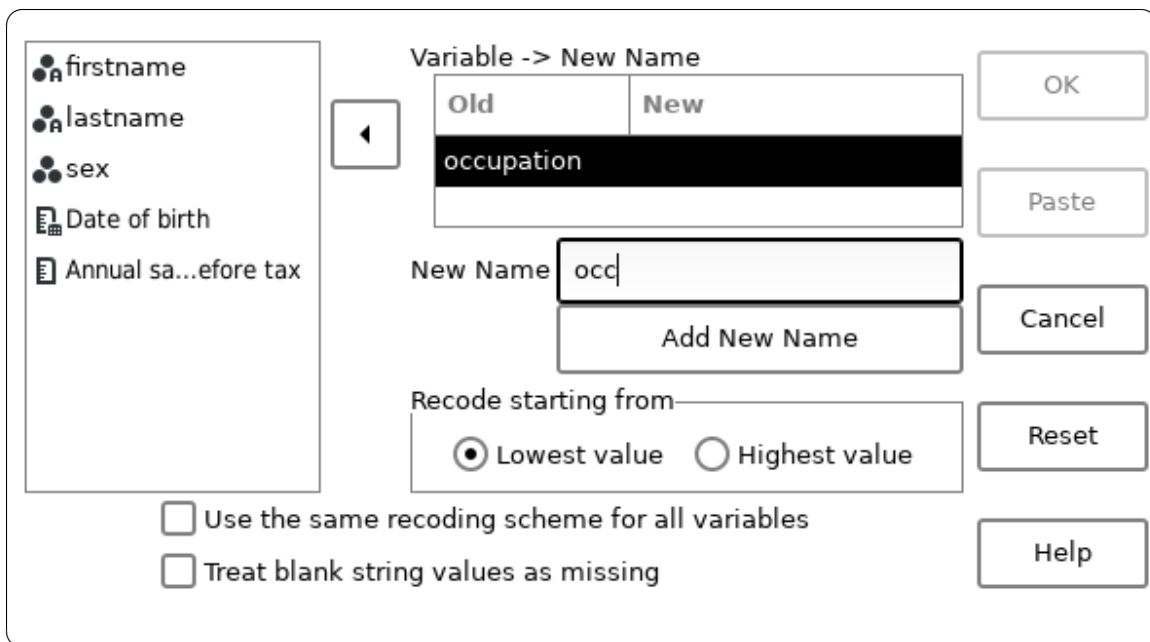 firstname
lastname
sex
Date of birth
Annual sa...efore tax
Variable -> New Name
Old New
occupation
New Name occ
Add New Name
Recode starting from
Lowest value Highest value
Use the same recoding scheme for all variables
Treat blank string values as missing
OK
Paste
Cancel
Reset
Help